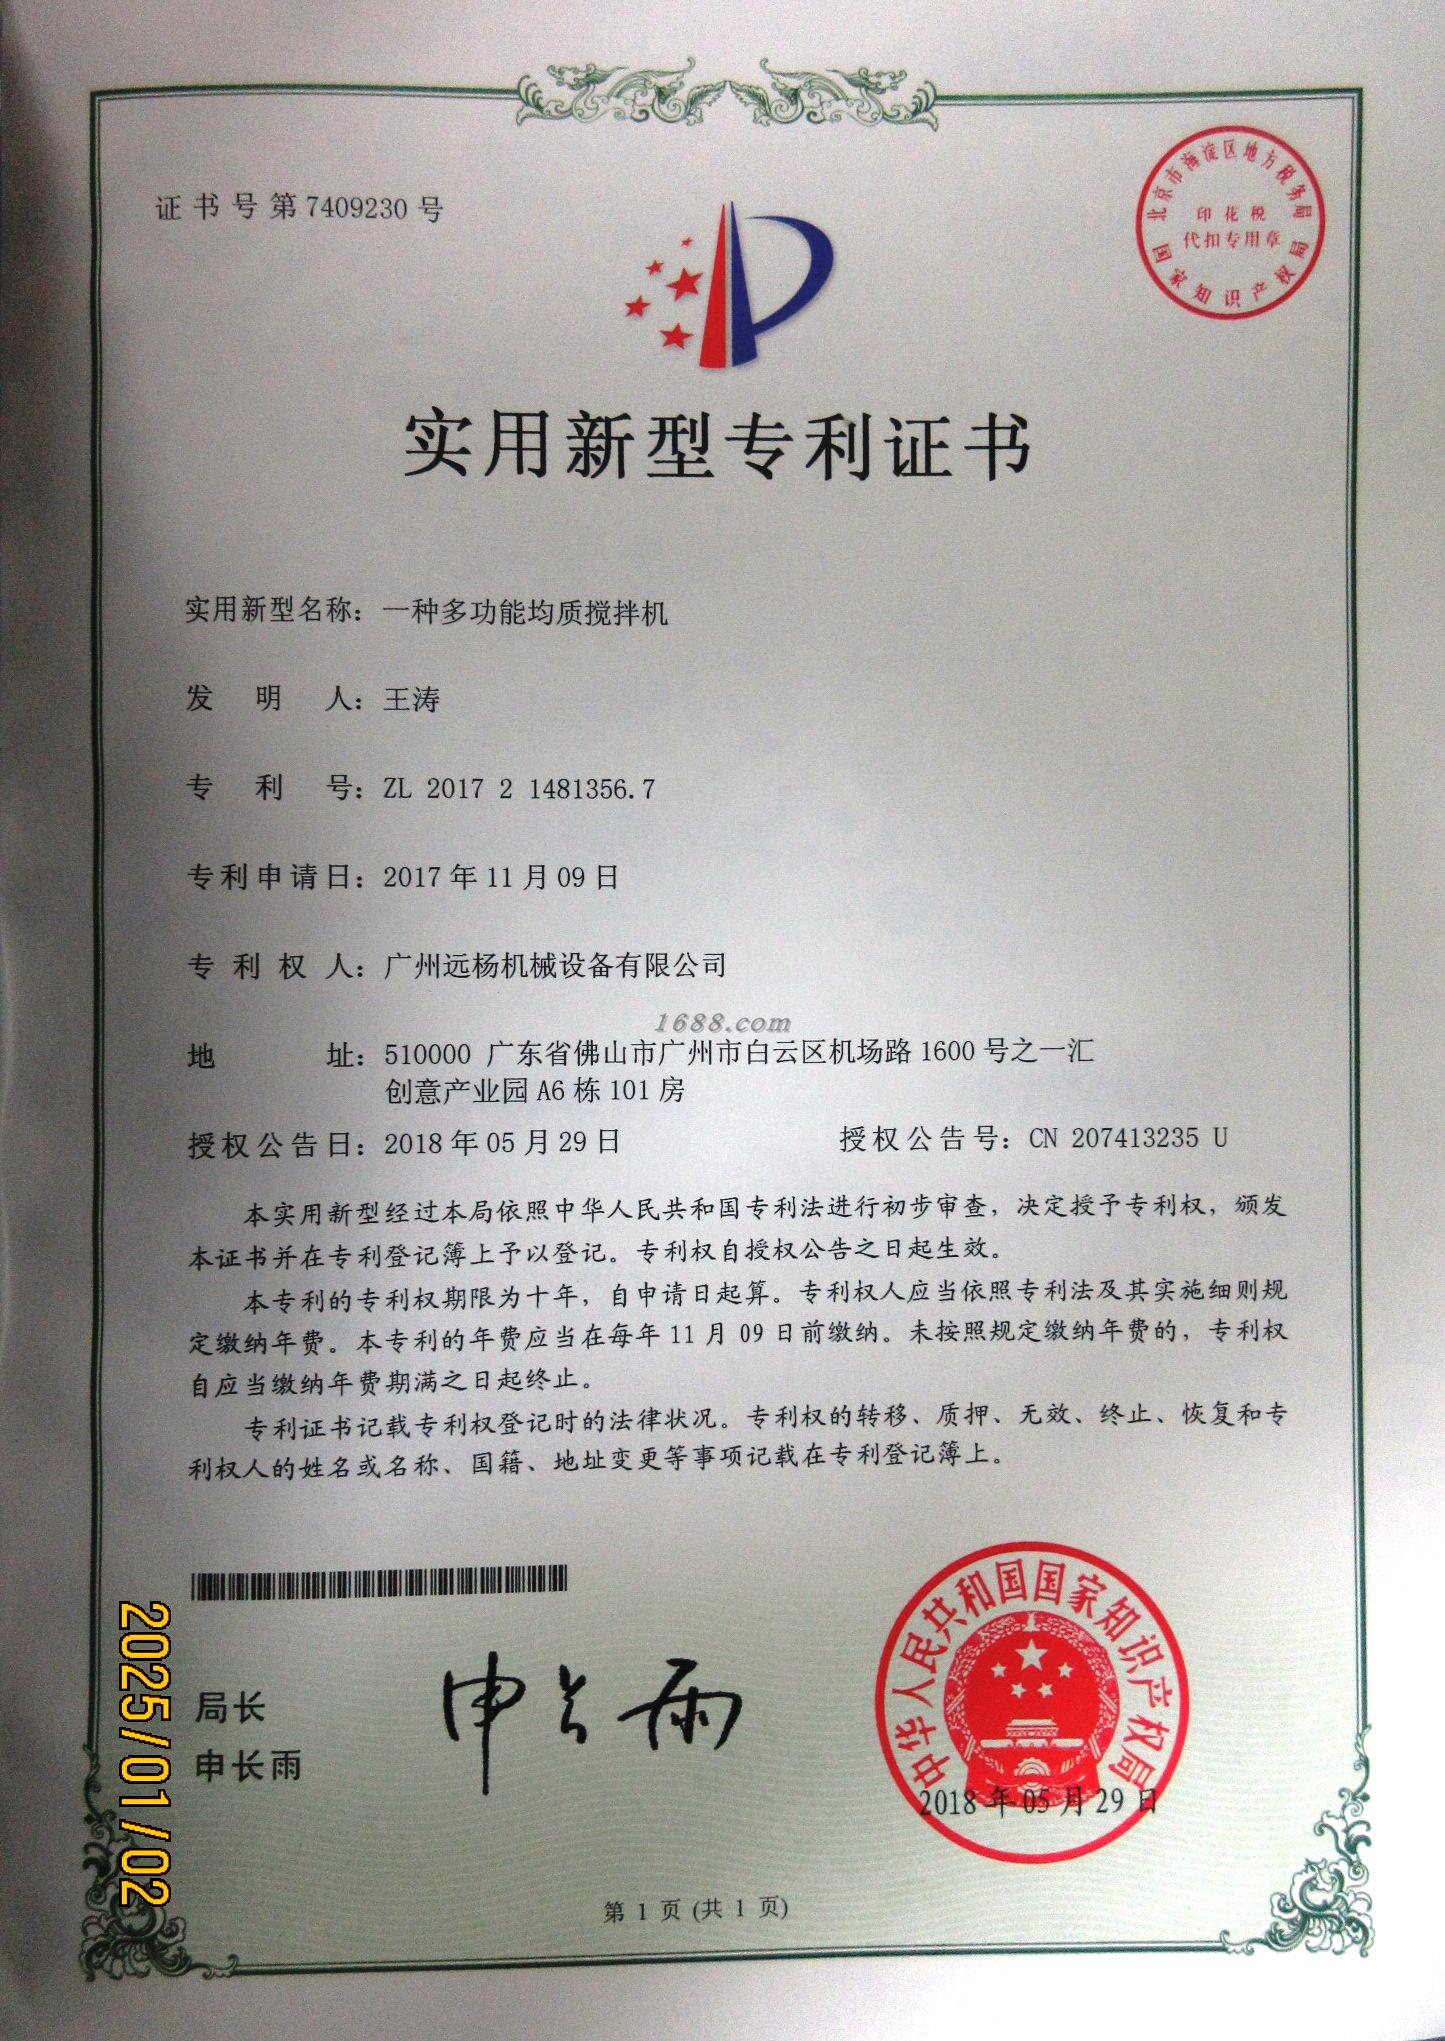 证书号第7409230号
北京市海淀区地方税务局
印花税
代扣专用章
国家知识产权局
实用新型专利证书
实用新型名称：一种多功能均质搅拌机
发明人：王涛
专利号：ZL 2017 2 1481356.7
专利申请日：2017年11月09日
专利权人：广州远杨机械设备有限公司
1688.com
地址：510000 广东省佛山市广州市白云区机场路1600号之一汇
创意产业园A6栋101房
授权公告日：2018年05月29日 授权公告号：CN 207413235 U
本实用新型经过本局依照中华人民共和国专利法进行初步审查，决定授予专利权，颁发
本证书并在专利登记簿上予以登记。专利权自授权公告之日起生效。
本专利的专利权期限为十年，自申请日起算。专利权人应当依照专利法及其实施细则规
定缴纳年费。本专利的年费应当在每年11月09日前缴纳。未按照规定缴纳年费的，专利权
自应当缴纳年费期满之日起终止。
专利证书记载专利权登记时的法律状况。专利权的转移、质押、无效、终止、恢复和专
利权人的姓名或名称、国籍、地址变更等事项记载在专利登记簿上。
局长
申长雨
申长雨
中华人民共和国国家知识产权局
2018年05月29日
2025/01/02
第1页(共1页)